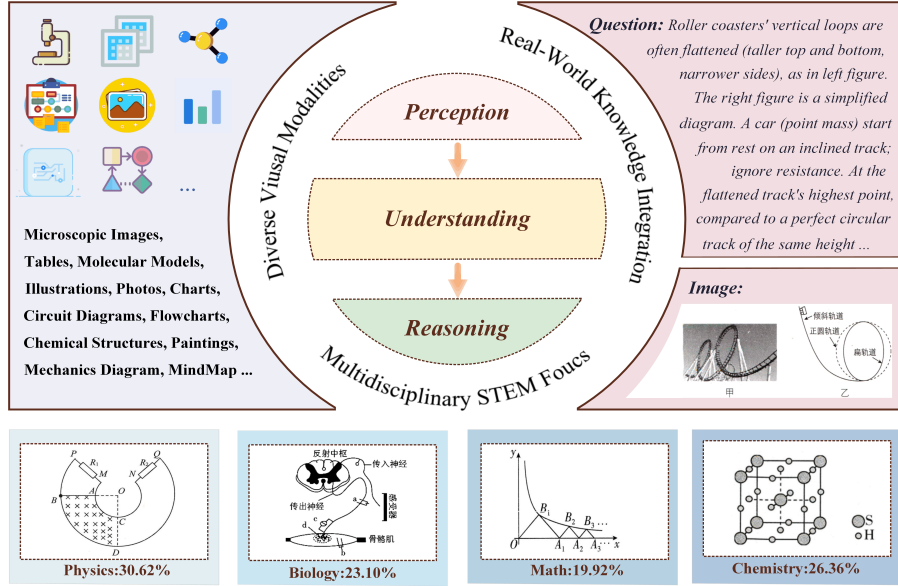 Diverse Viusal Modalities
Real-World Knowledge Integration
Multidisciplinary STEM Foucs
Perception
Understanding
Reasoning
Microscopic Images,
Tables, Molecular Models,
Illustrations, Photos, Charts,
Circuit Diagrams, Flowcharts,
Chemical Structures, Paintings,
Mechanics Diagram, MindMap ...
...
Question: Roller coasters' vertical loops are
often flattened (taller top and bottom,
narrower sides), as in left figure.
The right figure is a simplified
diagram. A car (point mass) start
from rest on an inclined track;
ignore resistance. At the
flattened track's highest point,
compared to a perfect circular
track of the same height ...
Image:
倾斜轨道
正圆轨道
扁轨道
甲
乙
P
Q
R₁
R₂
M
N
B
A
O
C
D
Physics:30.62%
反射中枢
传入神经
传出神经
感受器
a
c
d
b
骨骼肌
Biology:23.10%
y
B₁
B₂
B₃...
O
A₁
A₂
A₃...
x
Math:19.92%
S
H
Chemistry:26.36%